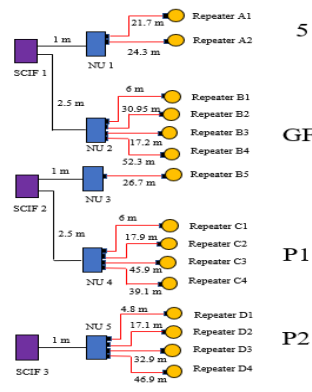 21.7 m
Repeater A1
5
1 m
24.3 m
Repeater A2
NU 1
SCIF 1
6 m
Repeater B1
2.5 m
30.95 m
Repeater B2
17.2 m
Repeater B3
NU 2
52.3 m
Repeater B4
GF
1 m
26.7 m
Repeater B5
NU 3
SCIF 2
6 m
Repeater C1
2.5 m
17.9 m
Repeater C2
45.9 m
Repeater C3
P1
NU 4
39.1 m
Repeater C4
4.8 m
Repeater D1
NU 5
17.1 m
Repeater D2
P2
1 m
32.9 m
Repeater D3
SCIF 3
46.9 m
Repeater D4